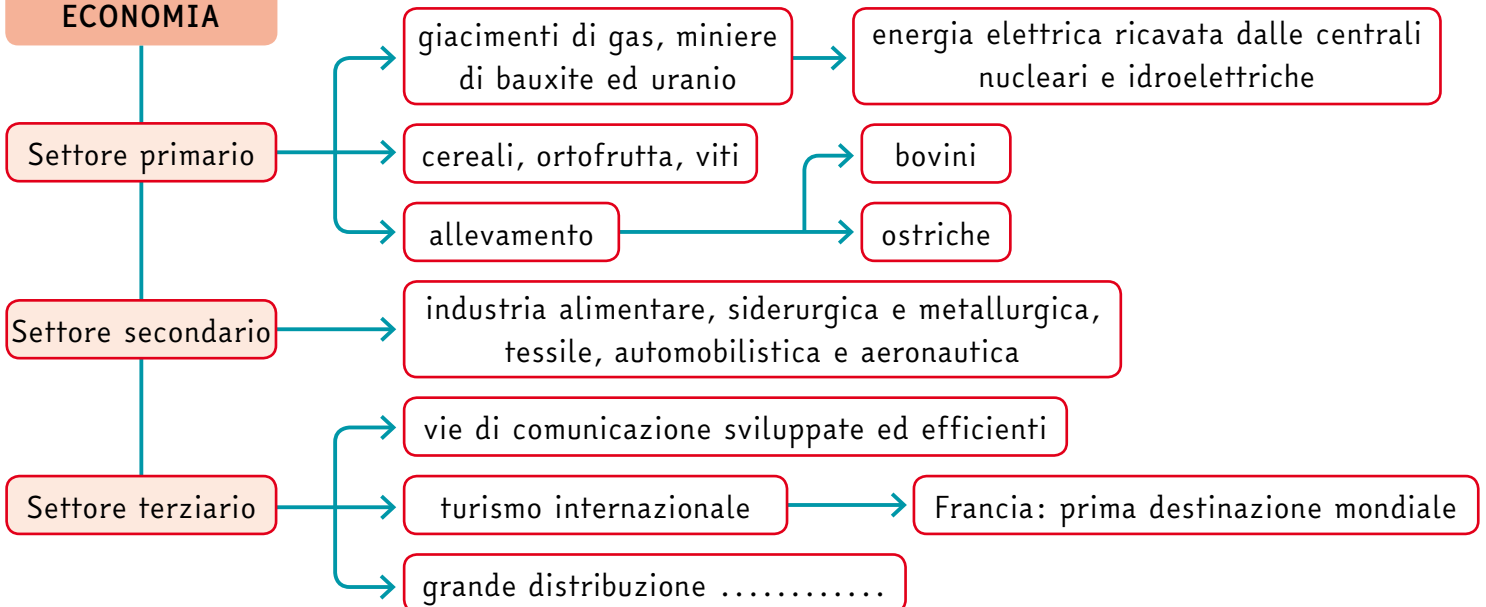 ECONOMIA
giacimenti di gas, miniere
di bauxite ed uranio
energia elettrica ricavata dalle centrali
nucleari e idroelettriche
Settore primario
cereali, ortofrutta, viti
bovini
allevamento
ostriche
Settore secondario
industria alimentare, siderurgica e metallurgica,
tessile, automobilistica e aeronautica
vie di comunicazione sviluppate ed efficienti
Settore terziario
turismo internazionale
Francia: prima destinazione mondiale
grande distribuzione ............